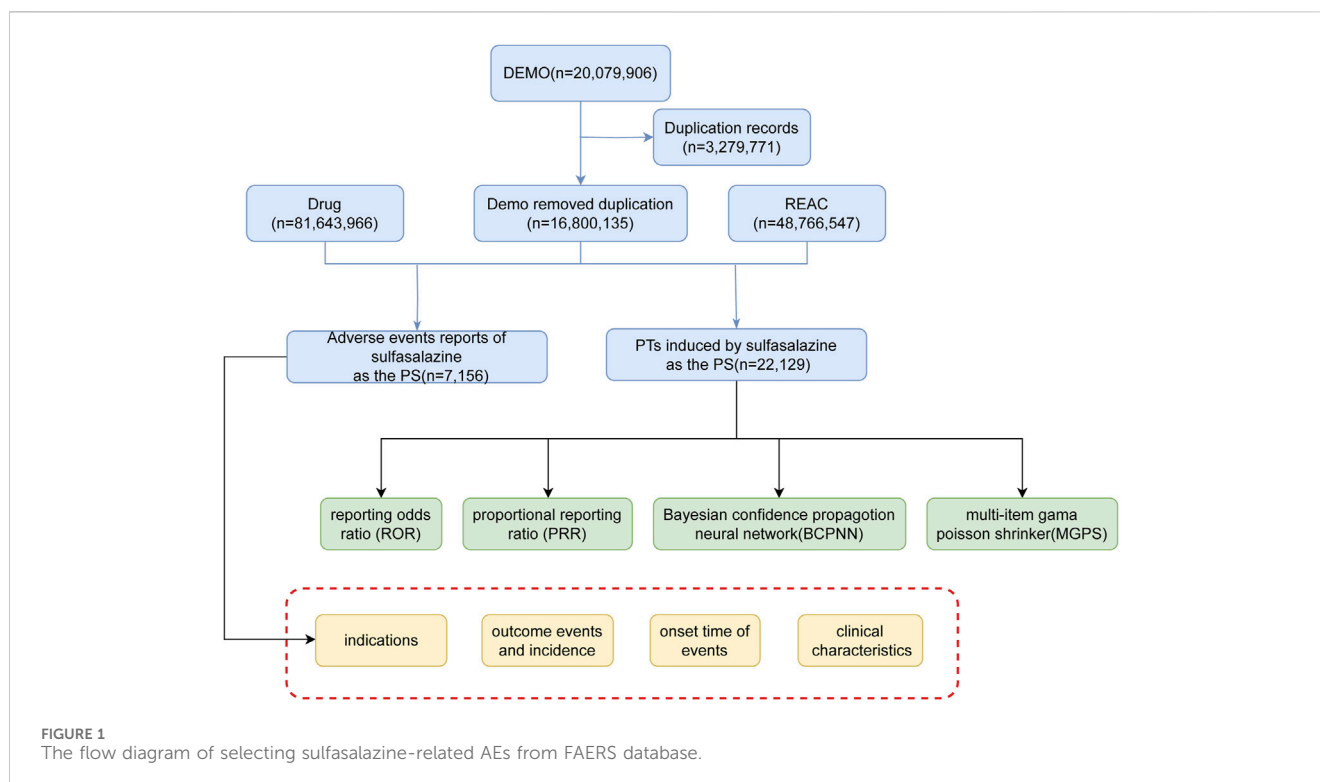 DEMO(n=20,079,906)
Duplication records
(n=3,279,771)
Drug
(n=81,643,966)
Demo removed duplication
(n=16,800,135)
REAC
(n=48,766,547)
Adverse events reports of
sulfasalazine
as the PS(n=7,156)
PTs induced by sulfasalazine
as the PS(n=22,129)
reporting odds
ratio (ROR)
proportional reporting
ratio (PRR)
Bayesian confidence propagotion
neural network(BCPNN)
multi-item gama
poisson shrinker(MGPS)
indications
outcome events
and incidence
onset time of
events
clinical
characteristics
FIGURE 1
The flow diagram of selecting sulfasalazine-related AEs from FAERS database.